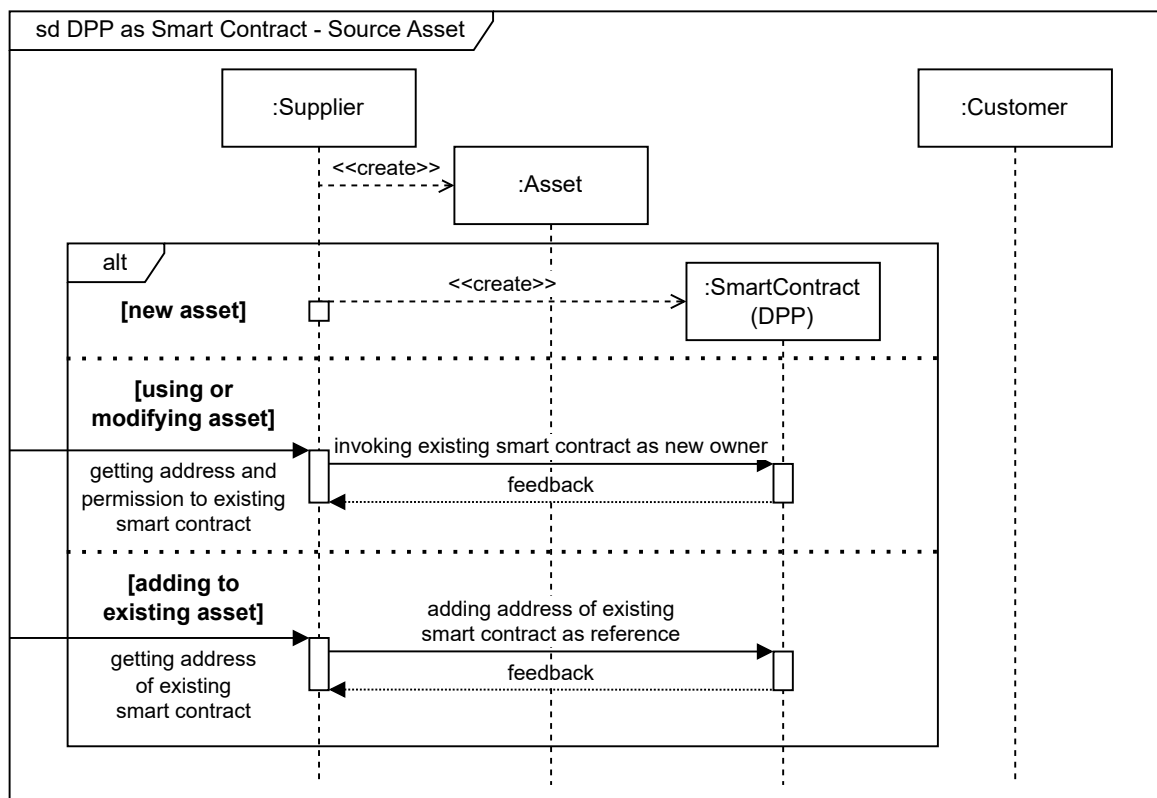 sd DPP as Smart Contract - Source Asset
:Supplier
:Customer
<<create>>
:Asset
alt
<<create>>
:SmartContract
(DPP)
[new asset]
[using or
modifying asset]
invoking existing smart contract as new owner
getting address and
permission to existing
smart contract
feedback
[adding to
existing asset]
adding address of existing
smart contract as reference
getting address
of existing
smart contract
feedback